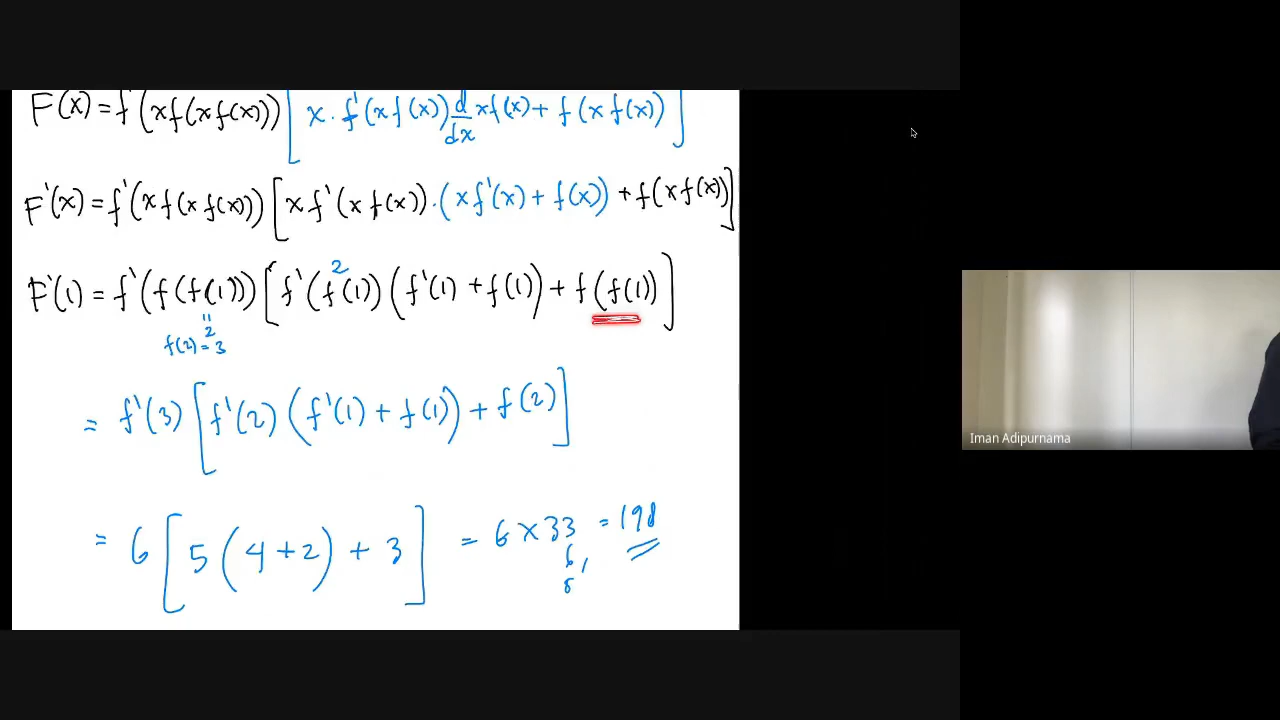 F'(x) = f'(xf(xf(x))) [ x · f'(xf(x)) d/dx xf(x) + f(xf(x)) ]
F'(x) = f'(xf(xf(x))) [ xf'(xf(x)) · (xf'(x) + f(x)) + f(xf(x)) ]
2
F'(1) = f'(f(f(1))) [ f'(f(1)) (f'(1) + f(1)) + f(f(1)) ]
"
2
f(2) = 3
= f'(3) [ f'(2) (f'(1) + f(1)) + f(2) ]
= 6 [ 5 (4 + 2) + 3 ] = 6 × 33 = 198
Iman Adipurnama